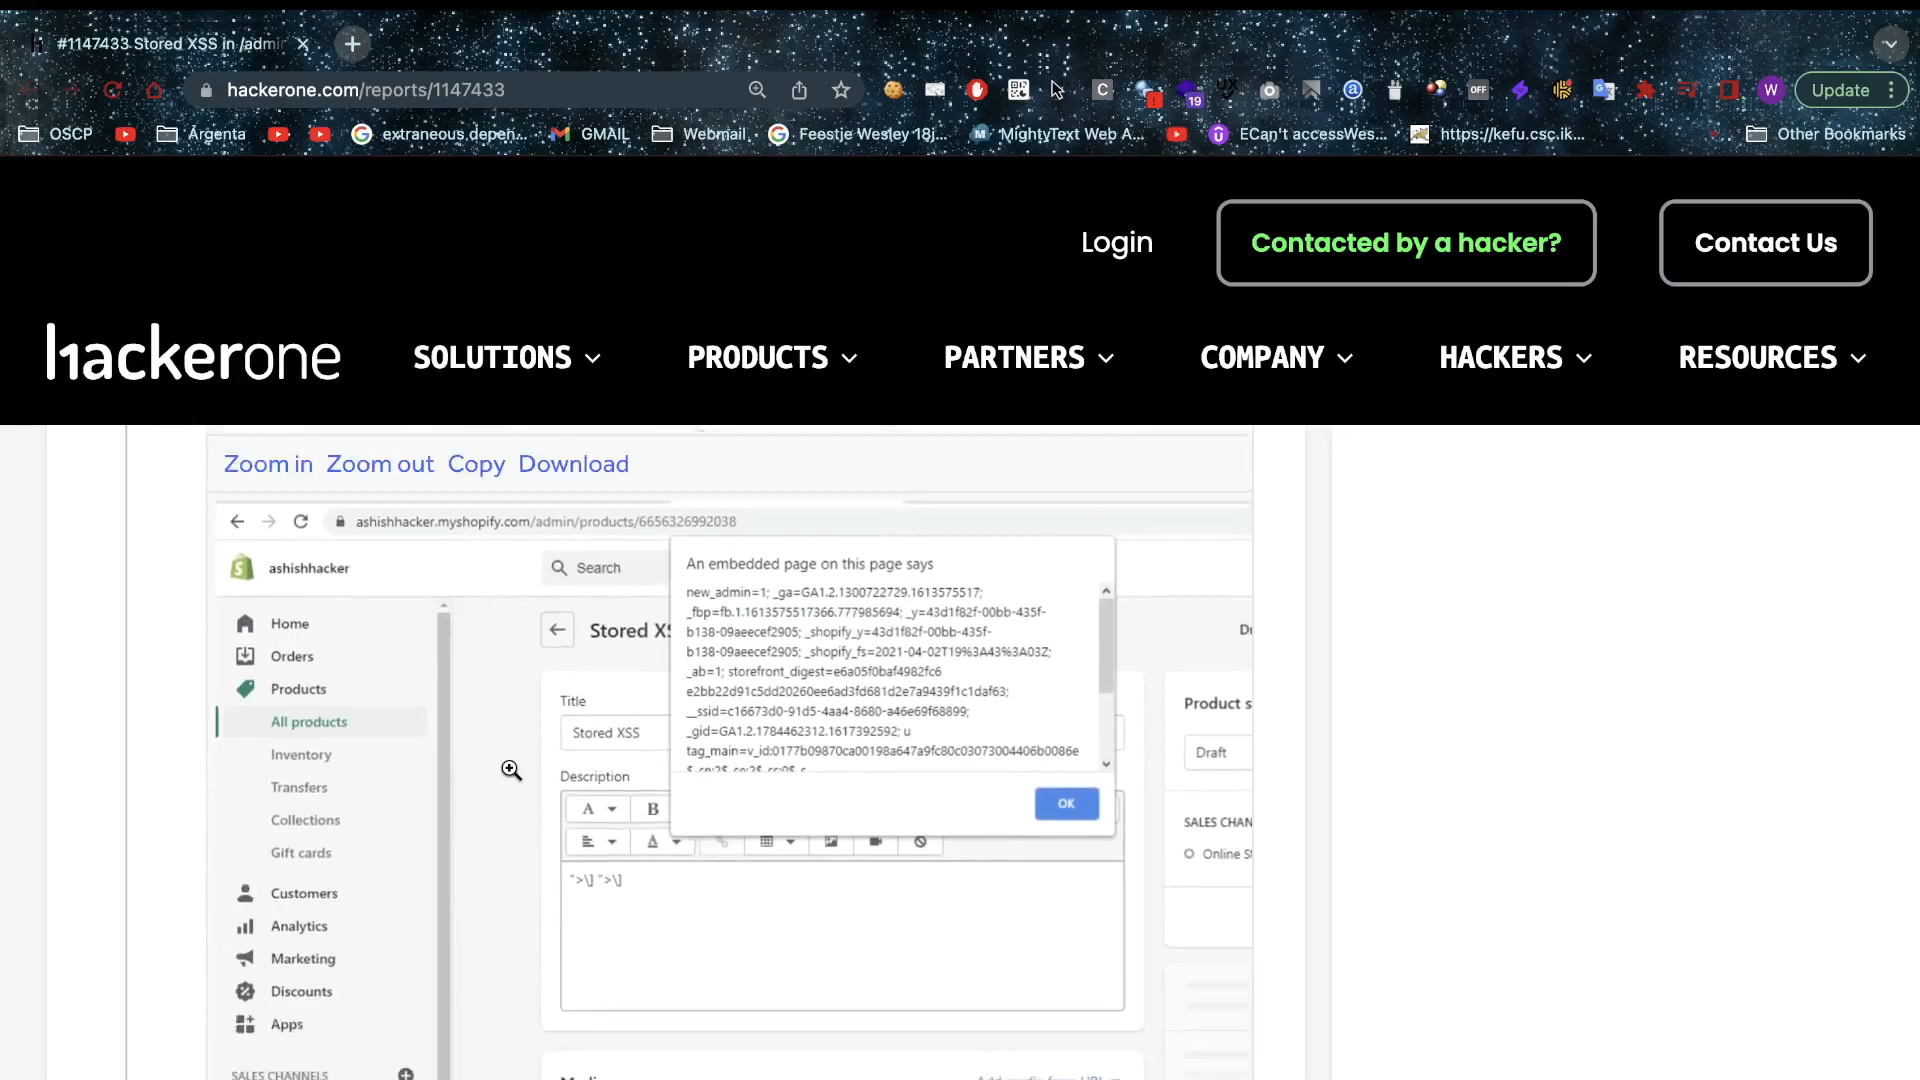 #1147433 Stored XSS in /admi
hackerone.com/reports/1147433
19
C
OFF
W
Update
OSCP
Argenta
extraneous.depen...
GMAIL
Webmail
Feestje Wesley 18j...
MightyText Web A...
ECan't accessWes...
https://kefu.csc.ik...
Other Bookmarks
Login
Contacted by a hacker?
Contact Us
hackerone
SOLUTIONS
PRODUCTS
PARTNERS
COMPANY
HACKERS
RESOURCES
Zoom in Zoom out Copy Download
ashishhacker.myshopify.com/admin/products/6656326992038
ashishhacker
Search
An embedded page on this page says
new_admin=1; _ga=GA1.2.1300722729.1613575517;
_fbp=fb.1.1613575517366.777985694; _y=43d1f82f-00bb-435f-
b138-09aeecef2905; _shopify_y=43d1f82f-00bb-435f-
b138-09aeecef2905; _shopify_fs=2021-04-02T19%3A43%3A03Z;
_ab=1; storefront_digest=e6a05f0baf4982fc6
e2bb22d91c5dd20260ee6ad3fd681d2e7a9439f1c1daf63;
__ssid=c16673d0-91d5-4aa4-8680-a46e69f68899;
_gid=GA1.2.1784462312.1617392592; u
tag_main=v_id:0177b09870ca00198a647a9fc80c03073004406b0086e
OK
Home
Orders
Products
All products
Inventory
Transfers
Collections
Gift cards
Customers
Analytics
Marketing
Discounts
Apps
SALES CHANNELS
Stored XS
Du
Title
Stored XSS
Description
A
B
A
">\] ">\]
Product s
Draft
SALES CHAN
Online St